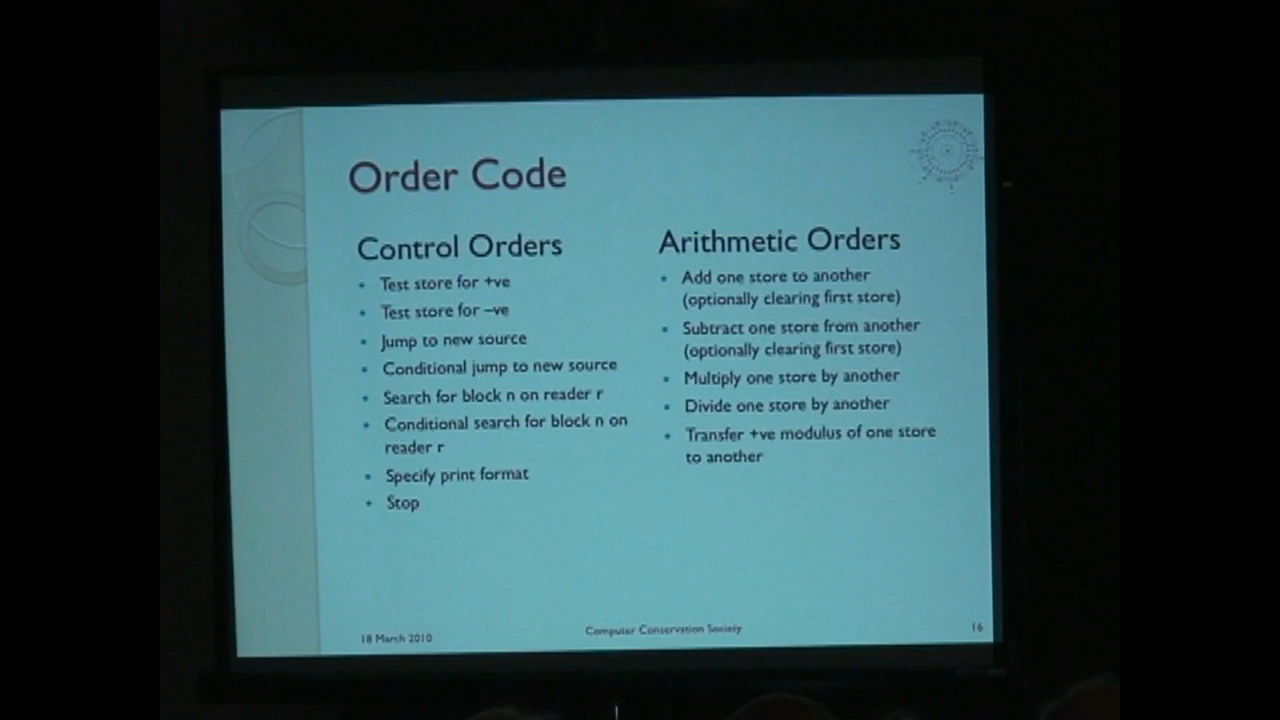 Order Code
Control Orders
Test store for +ve
Test store for –ve
Jump to new source
Conditional jump to new source
Search for block n on reader r
Conditional search for block n on
reader r
Specify print format
Stop
Arithmetic Orders
Add one store to another
(optionally clearing first store)
Subtract one store from another
(optionally clearing first store)
Multiply one store by another
Divide one store by another
Transfer +ve modulus of one store
to another
18 March 2010
Computer Conservation Society
16